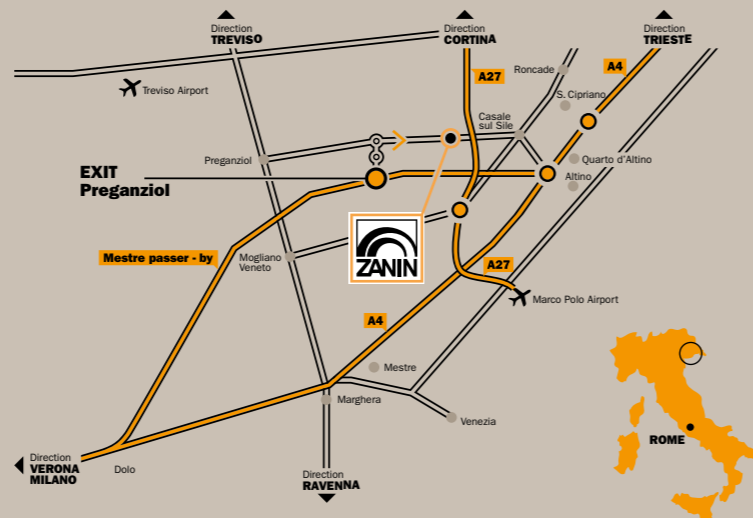 Direction
TREVISO
Direction
CORTINA
Direction
TRIESTE
A27
A4
Roncade
Treviso Airport
S. Cipriano
Casale
sul Sile
Preganziol
Quarto d'Altino
EXIT
Preganziol
Altino
ZANIN
Mestre passer - by
Mogliano
Veneto
A27
Marco Polo Airport
A4
Mestre
Marghera
Venezia
ROME
Direction
VERONA
MILANO
Dolo
Direction
RAVENNA